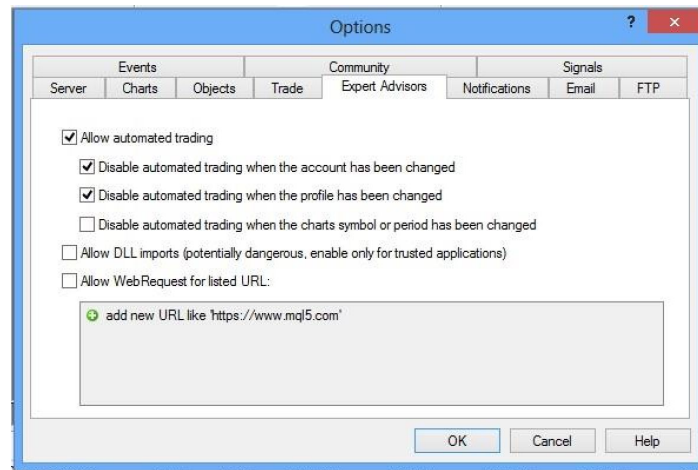 Options
?
Events Community Signals
Server Charts Objects Trade Expert Advisors Notifications Email FTP
Allow automated trading
Disable automated trading when the account has been changed
Disable automated trading when the profile has been changed
Disable automated trading when the charts symbol or period has been changed
Allow DLL imports (potentially dangerous, enable only for trusted applications)
Allow WebRequest for listed URL:
add new URL like 'https://www.mql5.com'
OK Cancel Help